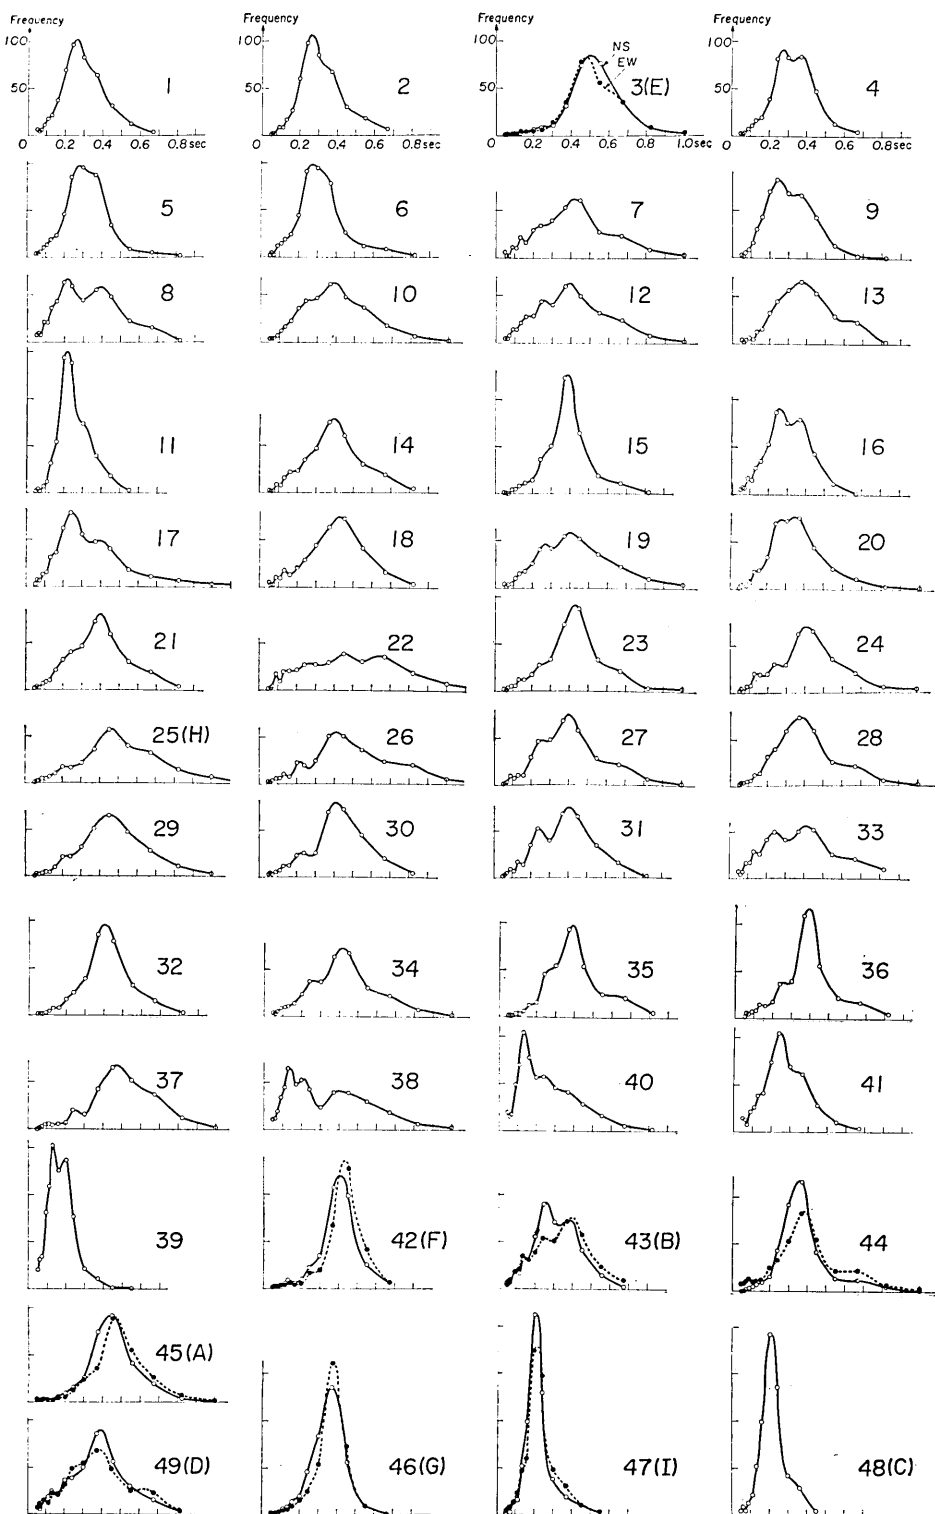 Frequency Frequency Frequency Frequency
100 100 100 NS 100
EW
50 1 50 2 50 3(E) 50 4
0 0.2 0.4 0.6 0.8sec 0 0.2 0.4 0.6 0.8sec 0 0.2 0.4 0.6 0.8 1.0sec 0 0.2 0.4 0.6 0.8sec
5 6 7 9
8 10 12 13
11 14 15 16
17 18 19 20
21 22 23 24
25(H) 26 27 28
29 30 31 33
32 34 35 36
37 38 40 41
39 42(F) 43(B) 44
45(A)
49(D) 46(G) 47(I) 48(C)